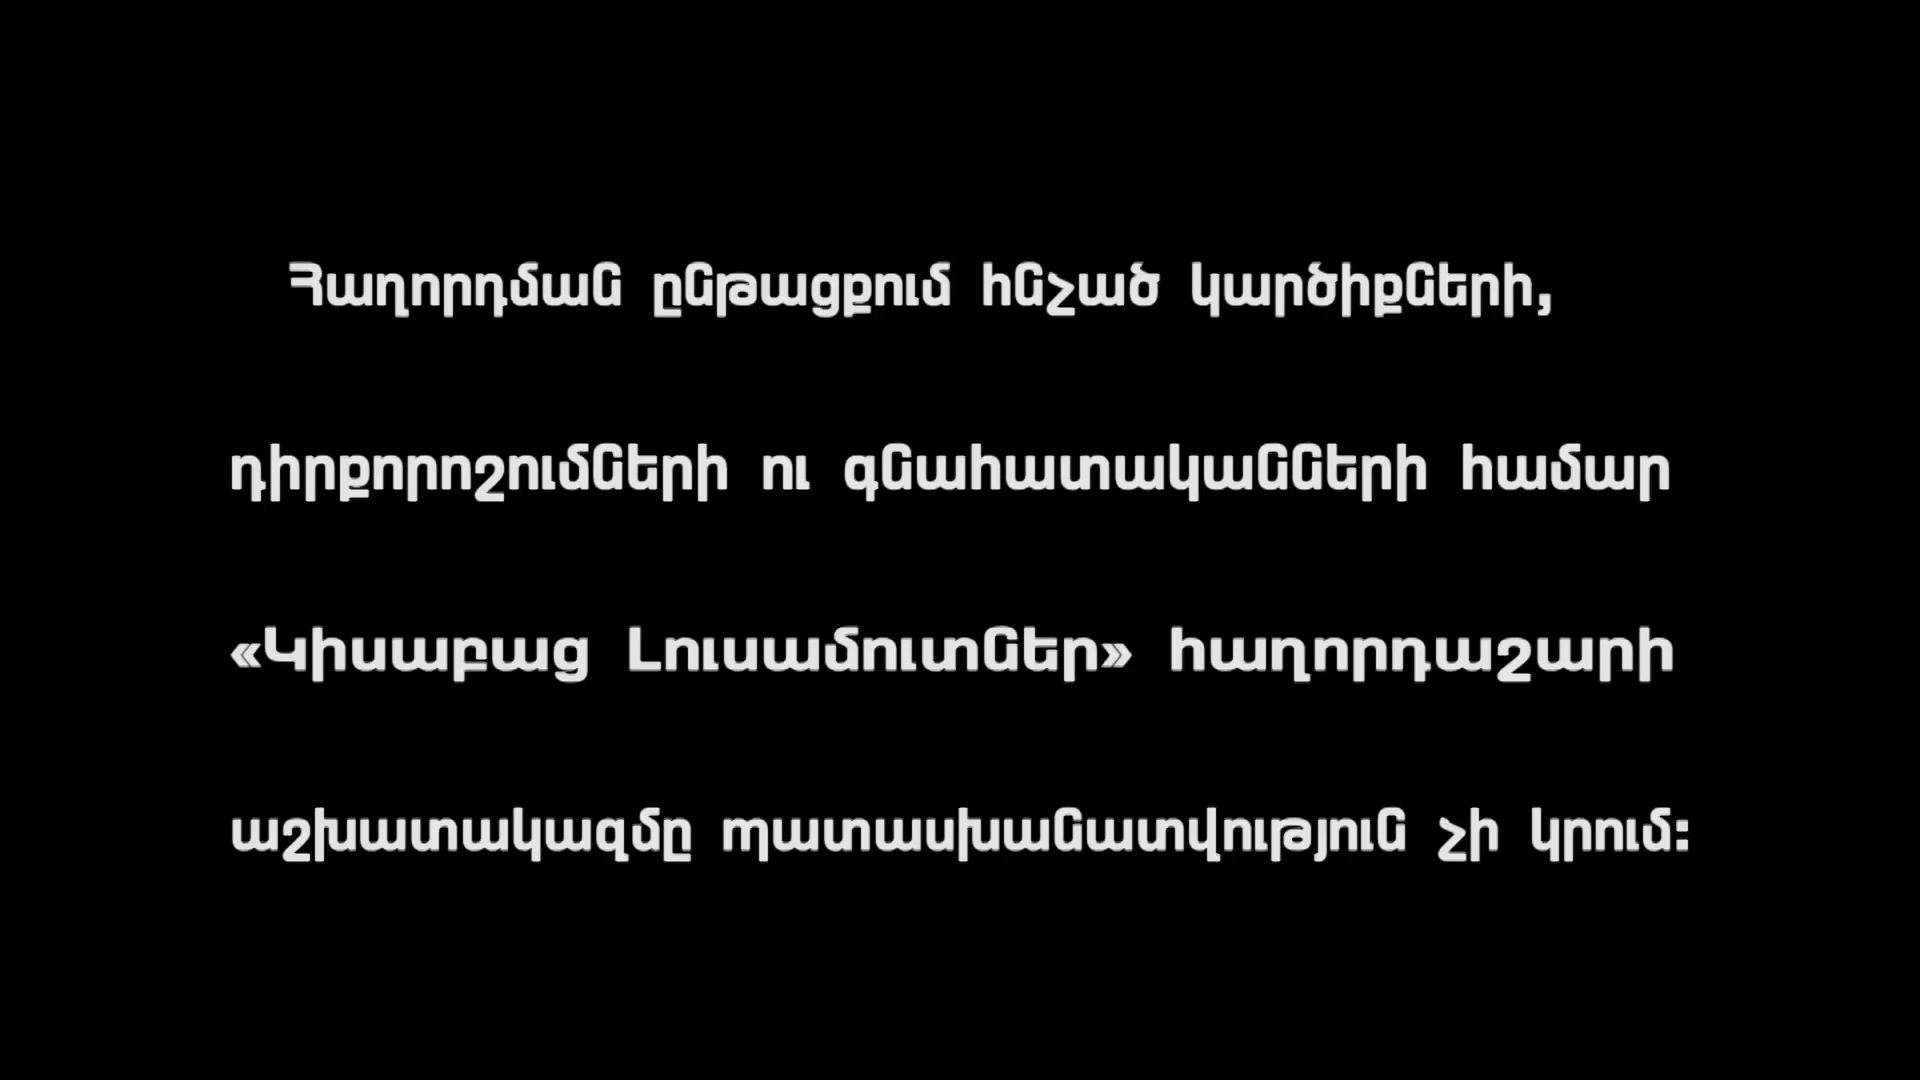 Հաղորդման ընթացքում հնչած կարծիքների,
դիրքորոշումների ու գնահատականների համար
«Կիսաբաց Լուսամուտներ» հաղորդաշարի
աշխատակազմը պատասխանատվություն չի կրում: